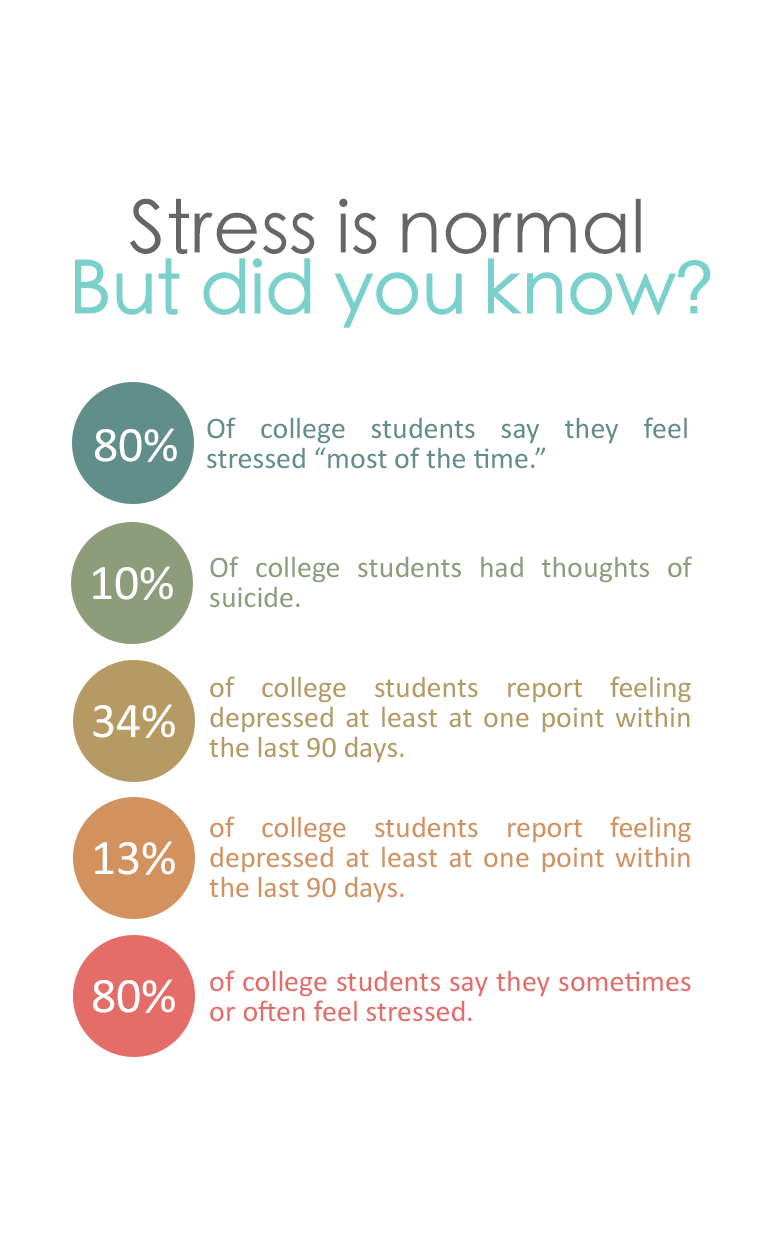 Stress is normal
But did you know?
80%
Of college students say they feel
stressed “most of the time.”
10%
Of college students had thoughts of
suicide.
34%
of college students report feeling
depressed at least at one point within
the last 90 days.
13%
of college students report feeling
depressed at least at one point within
the last 90 days.
80%
of college students say they sometimes
or often feel stressed.